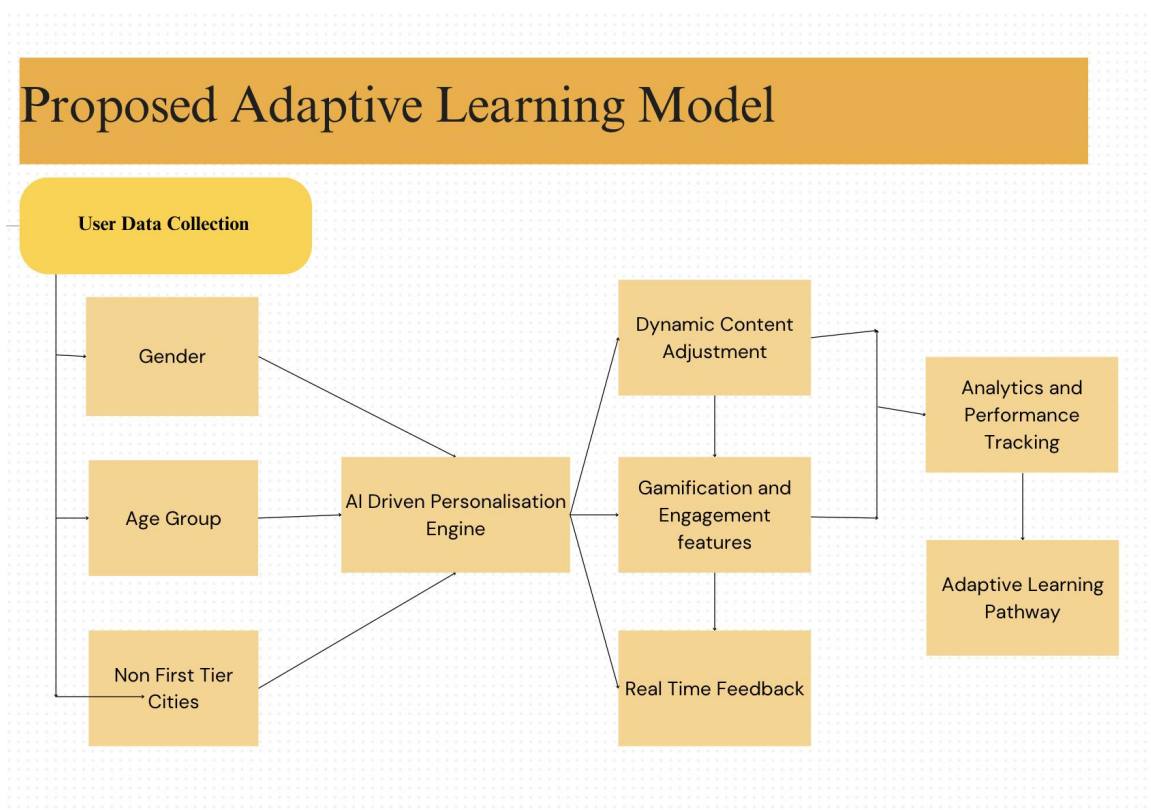 Proposed Adaptive Learning Model
User Data Collection
Gender
Age Group
Non First Tier
Cities
AI Driven Personalisation
Engine
Dynamic Content
Adjustment
Gamification and
Engagement
features
Real Time Feedback
Analytics and
Performance
Tracking
Adaptive Learning
Pathway